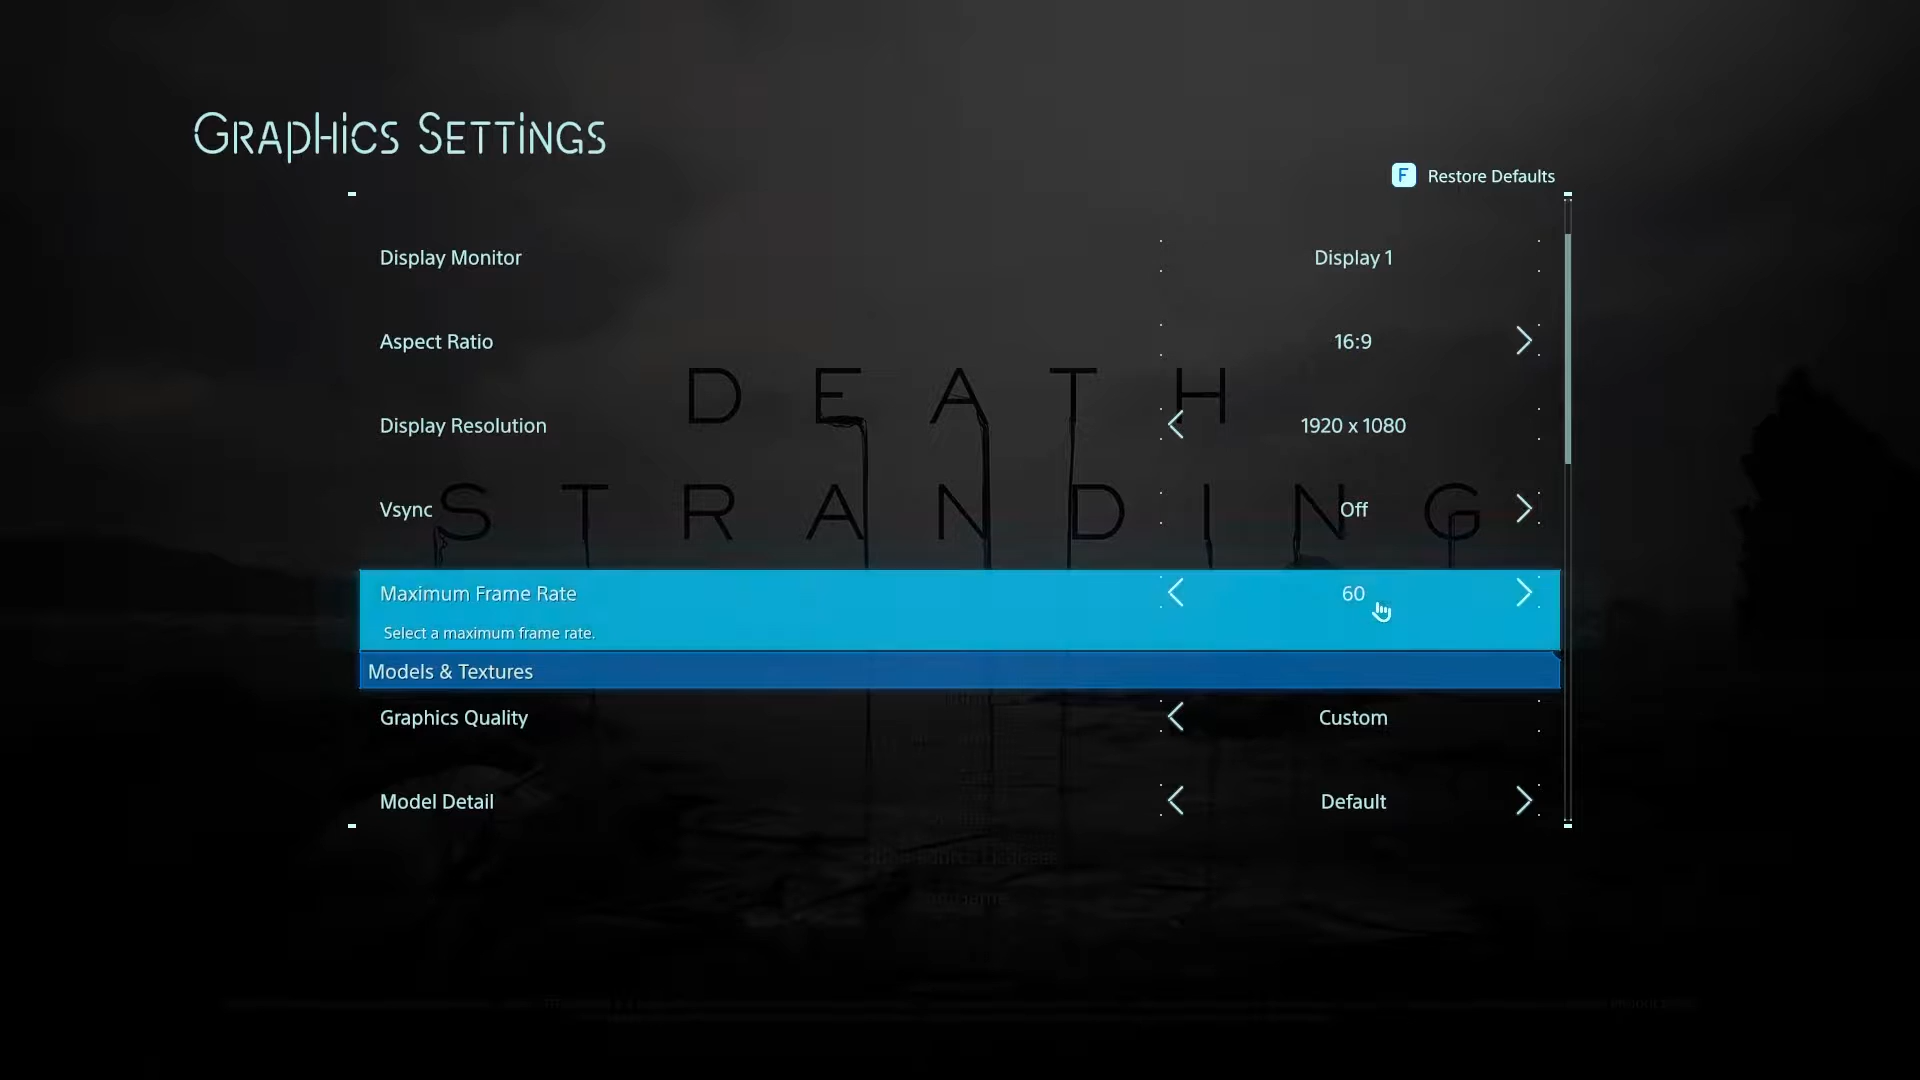 Graphics Settings
F Restore Defaults
Display Monitor Display 1
Aspect Ratio 16:9
DEATH
Display Resolution 1920 x 1080
STRANDING
Vsync Off
Maximum Frame Rate 60
Select a maximum frame rate.
Models & Textures
Graphics Quality Custom
Model Detail Default